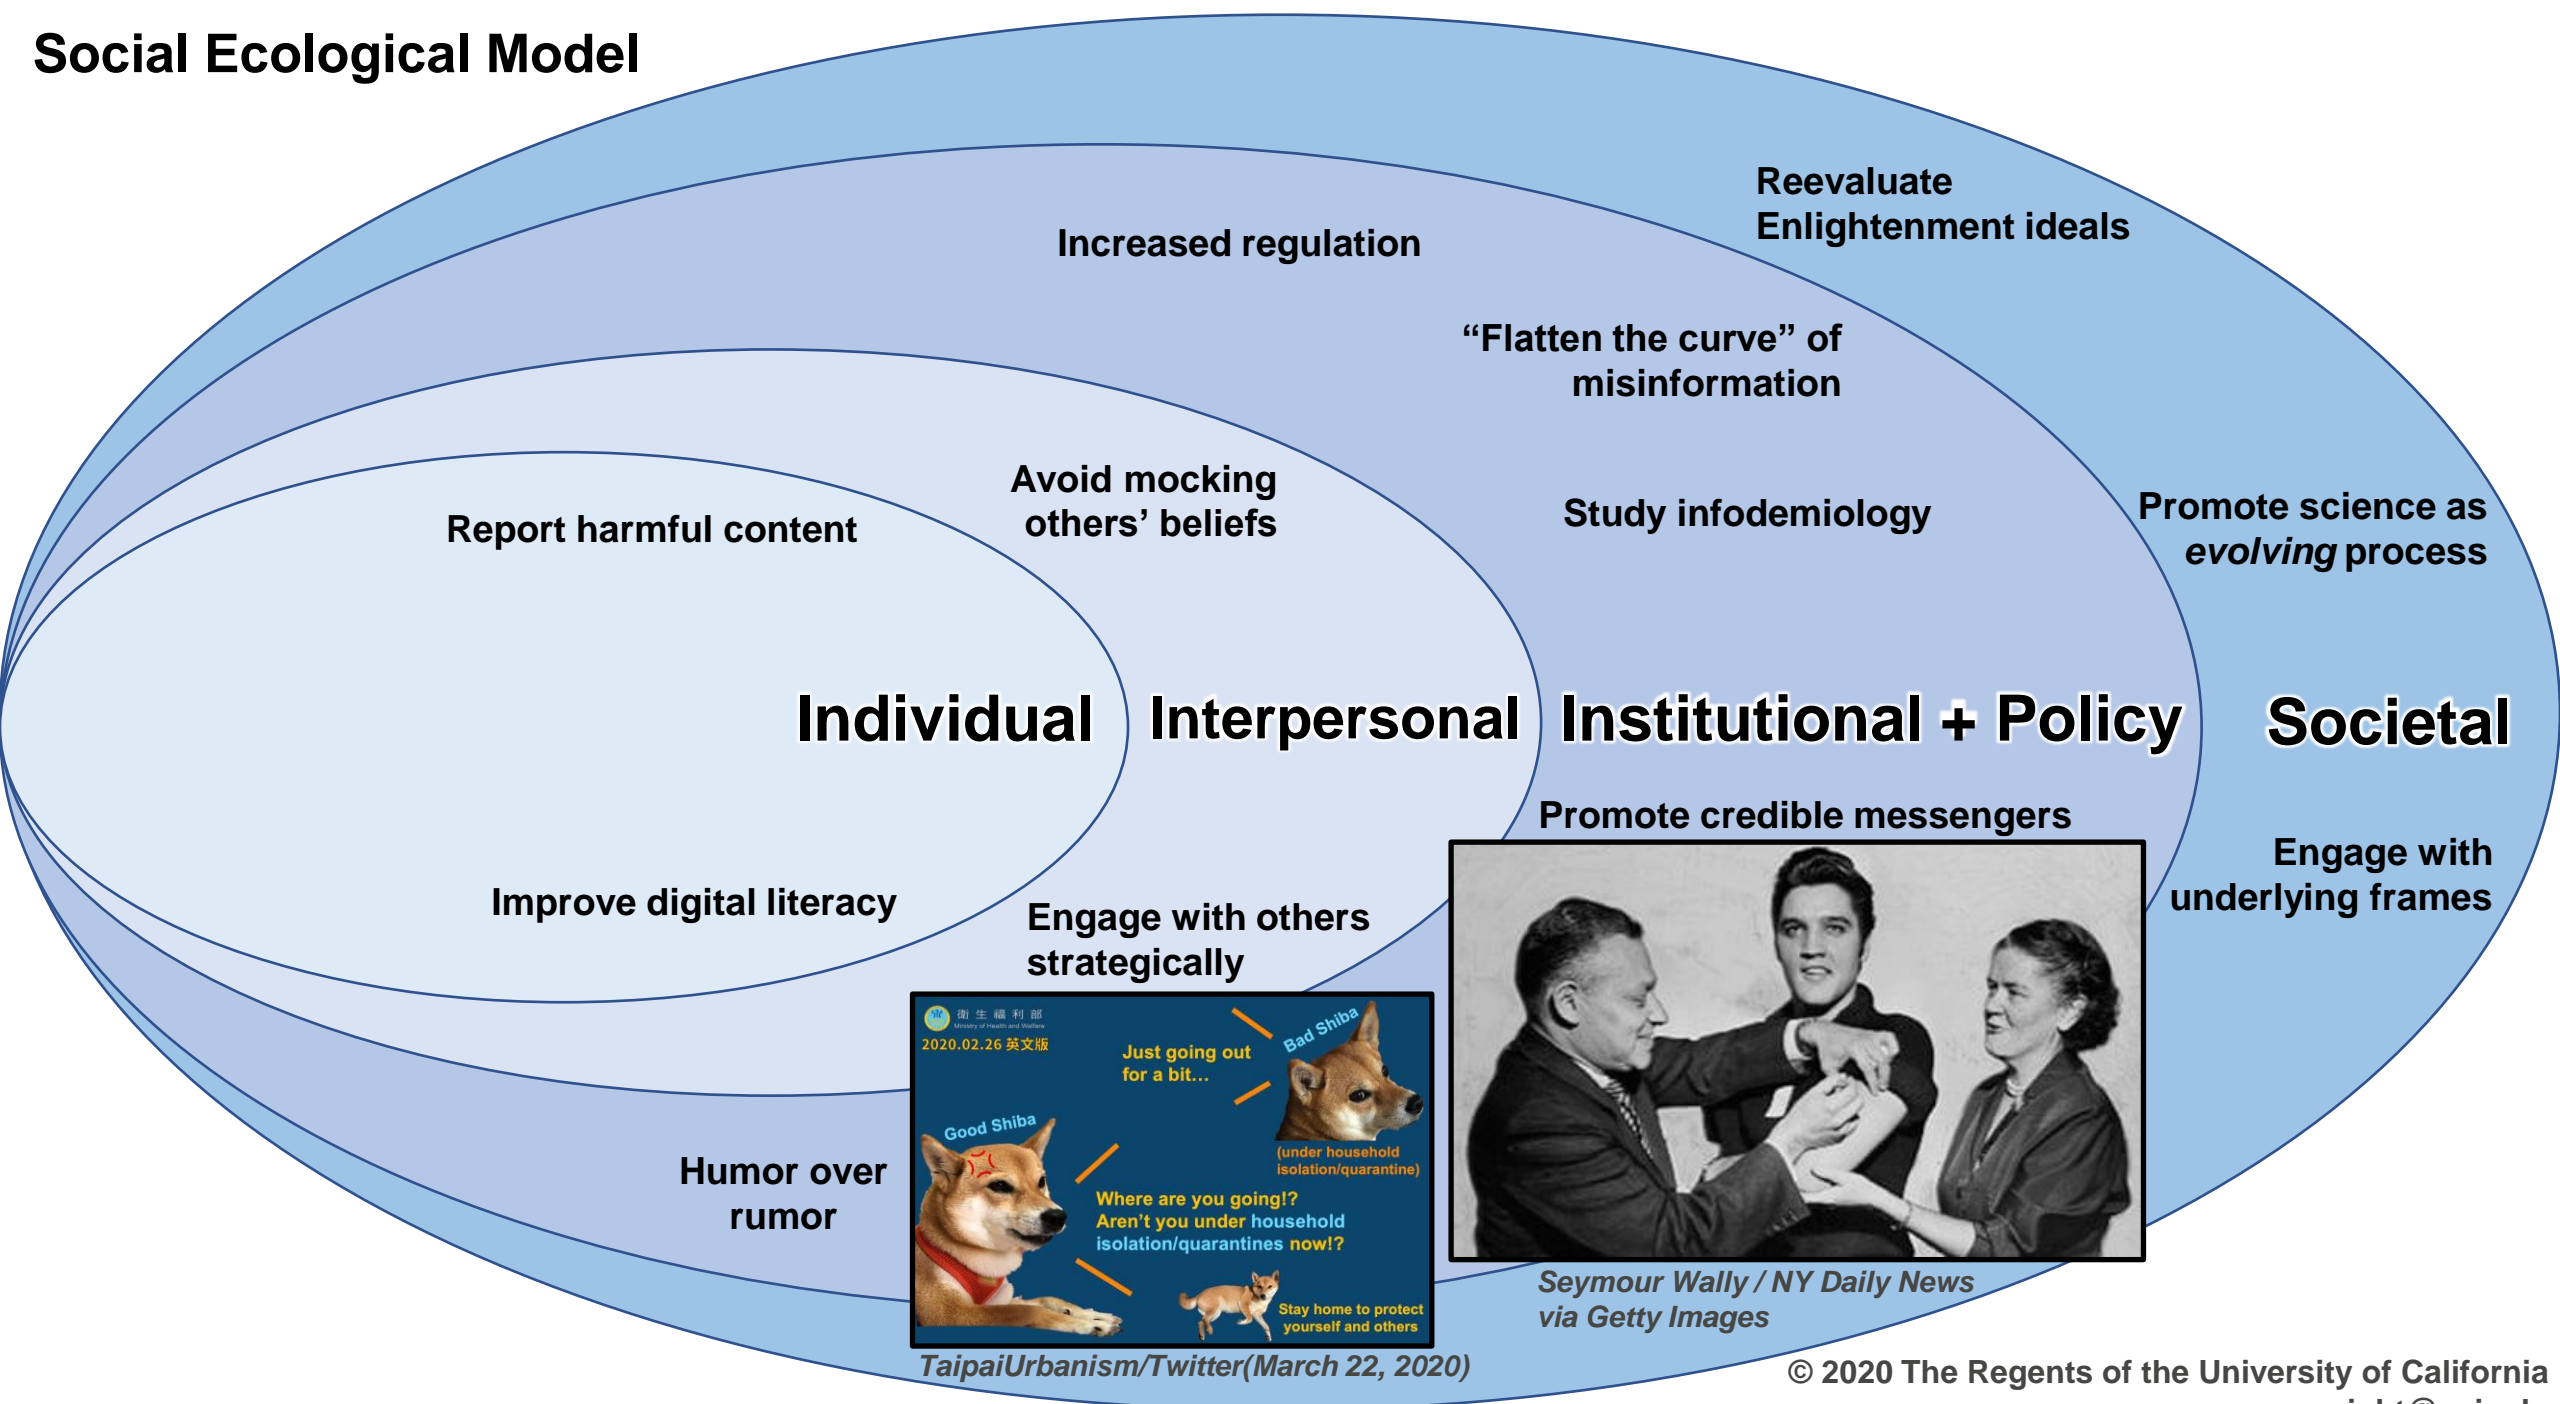 Social Ecological Model
Reevaluate
Enlightenment ideals
Increased regulation
“Flatten the curve” of
misinformation
Avoid mocking
others’ beliefs
Study infodemiology
Promote science as
evolving process
Report harmful content
Individual
Interpersonal
Institutional + Policy
Societal
Promote credible messengers
Engage with
underlying frames
Improve digital literacy
Engage with others
strategically
衛生福利部
Ministry of Health and Welfare
2020.02.26 英文版
Just going out
for a bit...
Bad Shiba
(under household
isolation/quarantine)
Good Shiba
Where are you going!?
Aren't you under household
isolation/quarantines now!?
Stay home to protect
yourself and others
Humor over
rumor
Seymour Wally / NY Daily News
via Getty Images
TaipaiUrbanism/Twitter(March 22, 2020)
© 2020 The Regents of the University of California